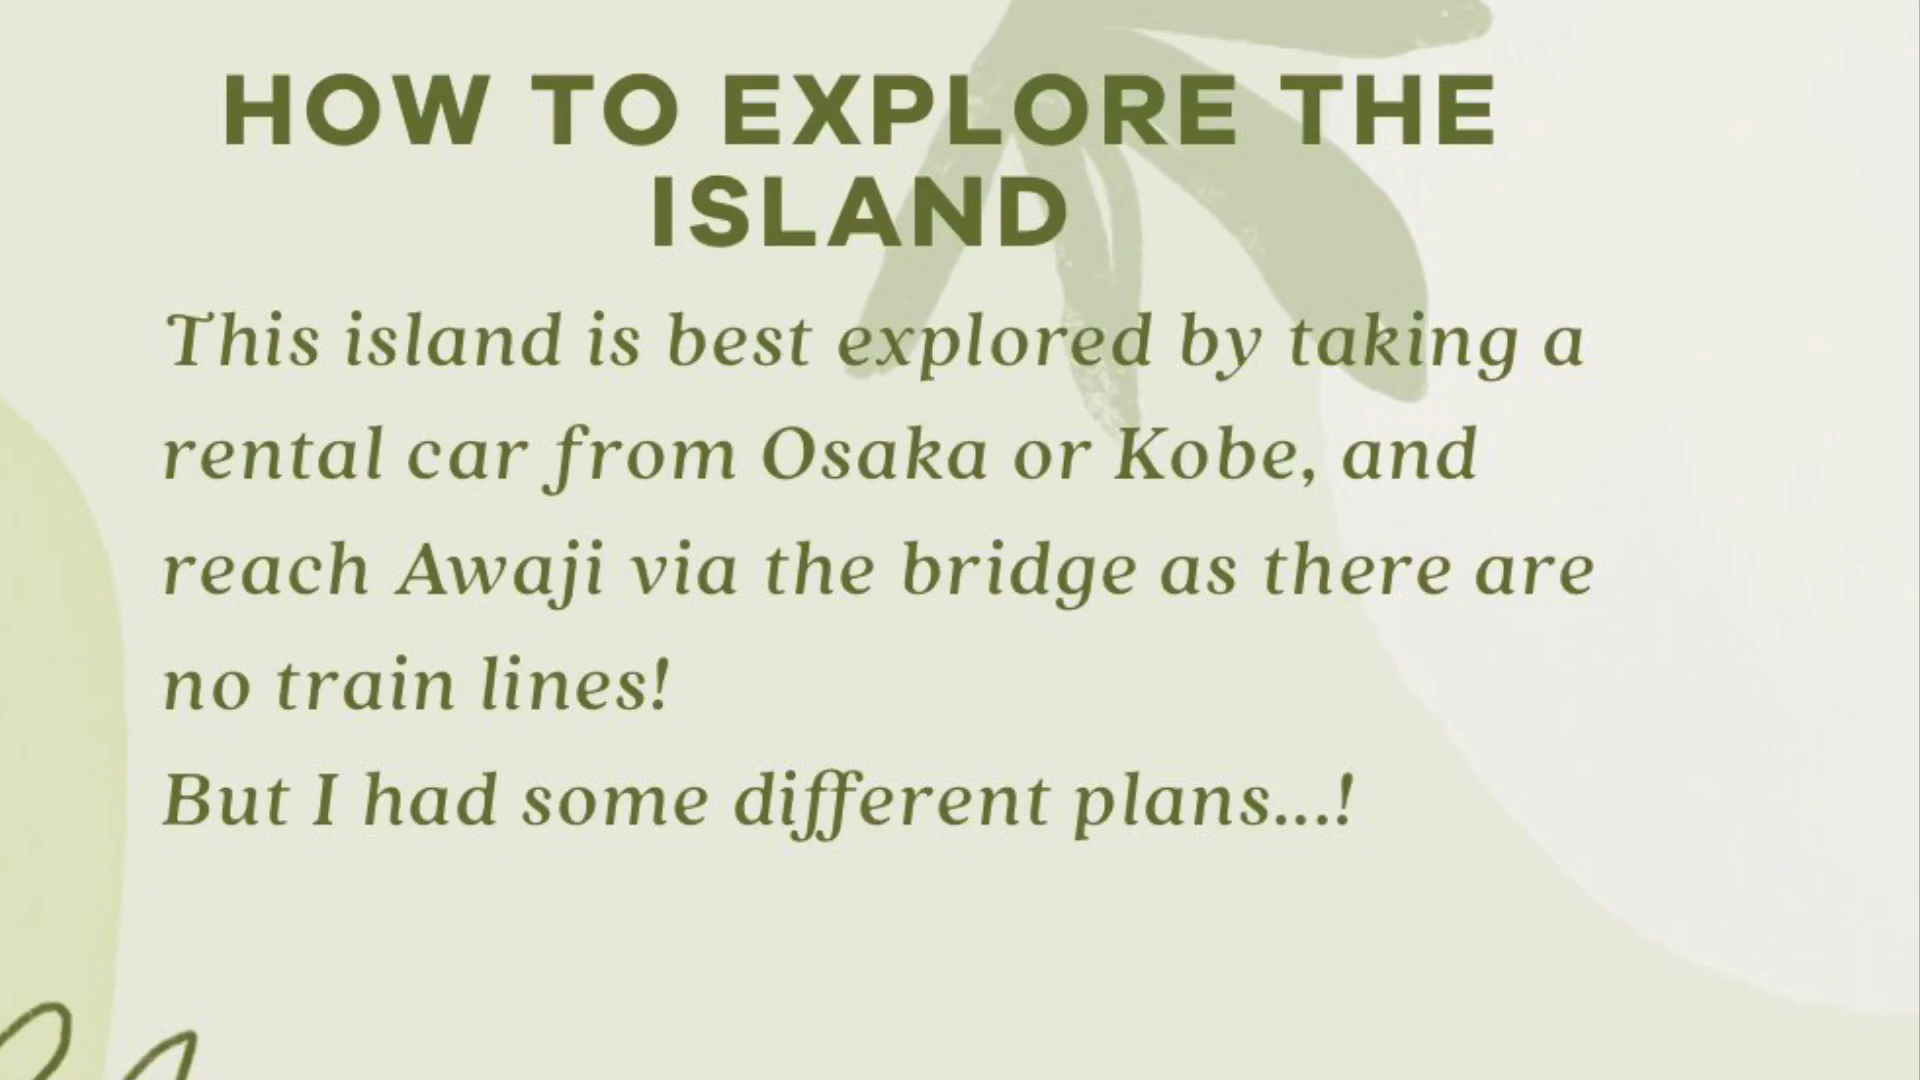 HOW TO EXPLORE THE
ISLAND
This island is best explored by taking a
rental car from Osaka or Kobe, and
reach Awaji via the bridge as there are
no train lines!
But I had some different plans...!